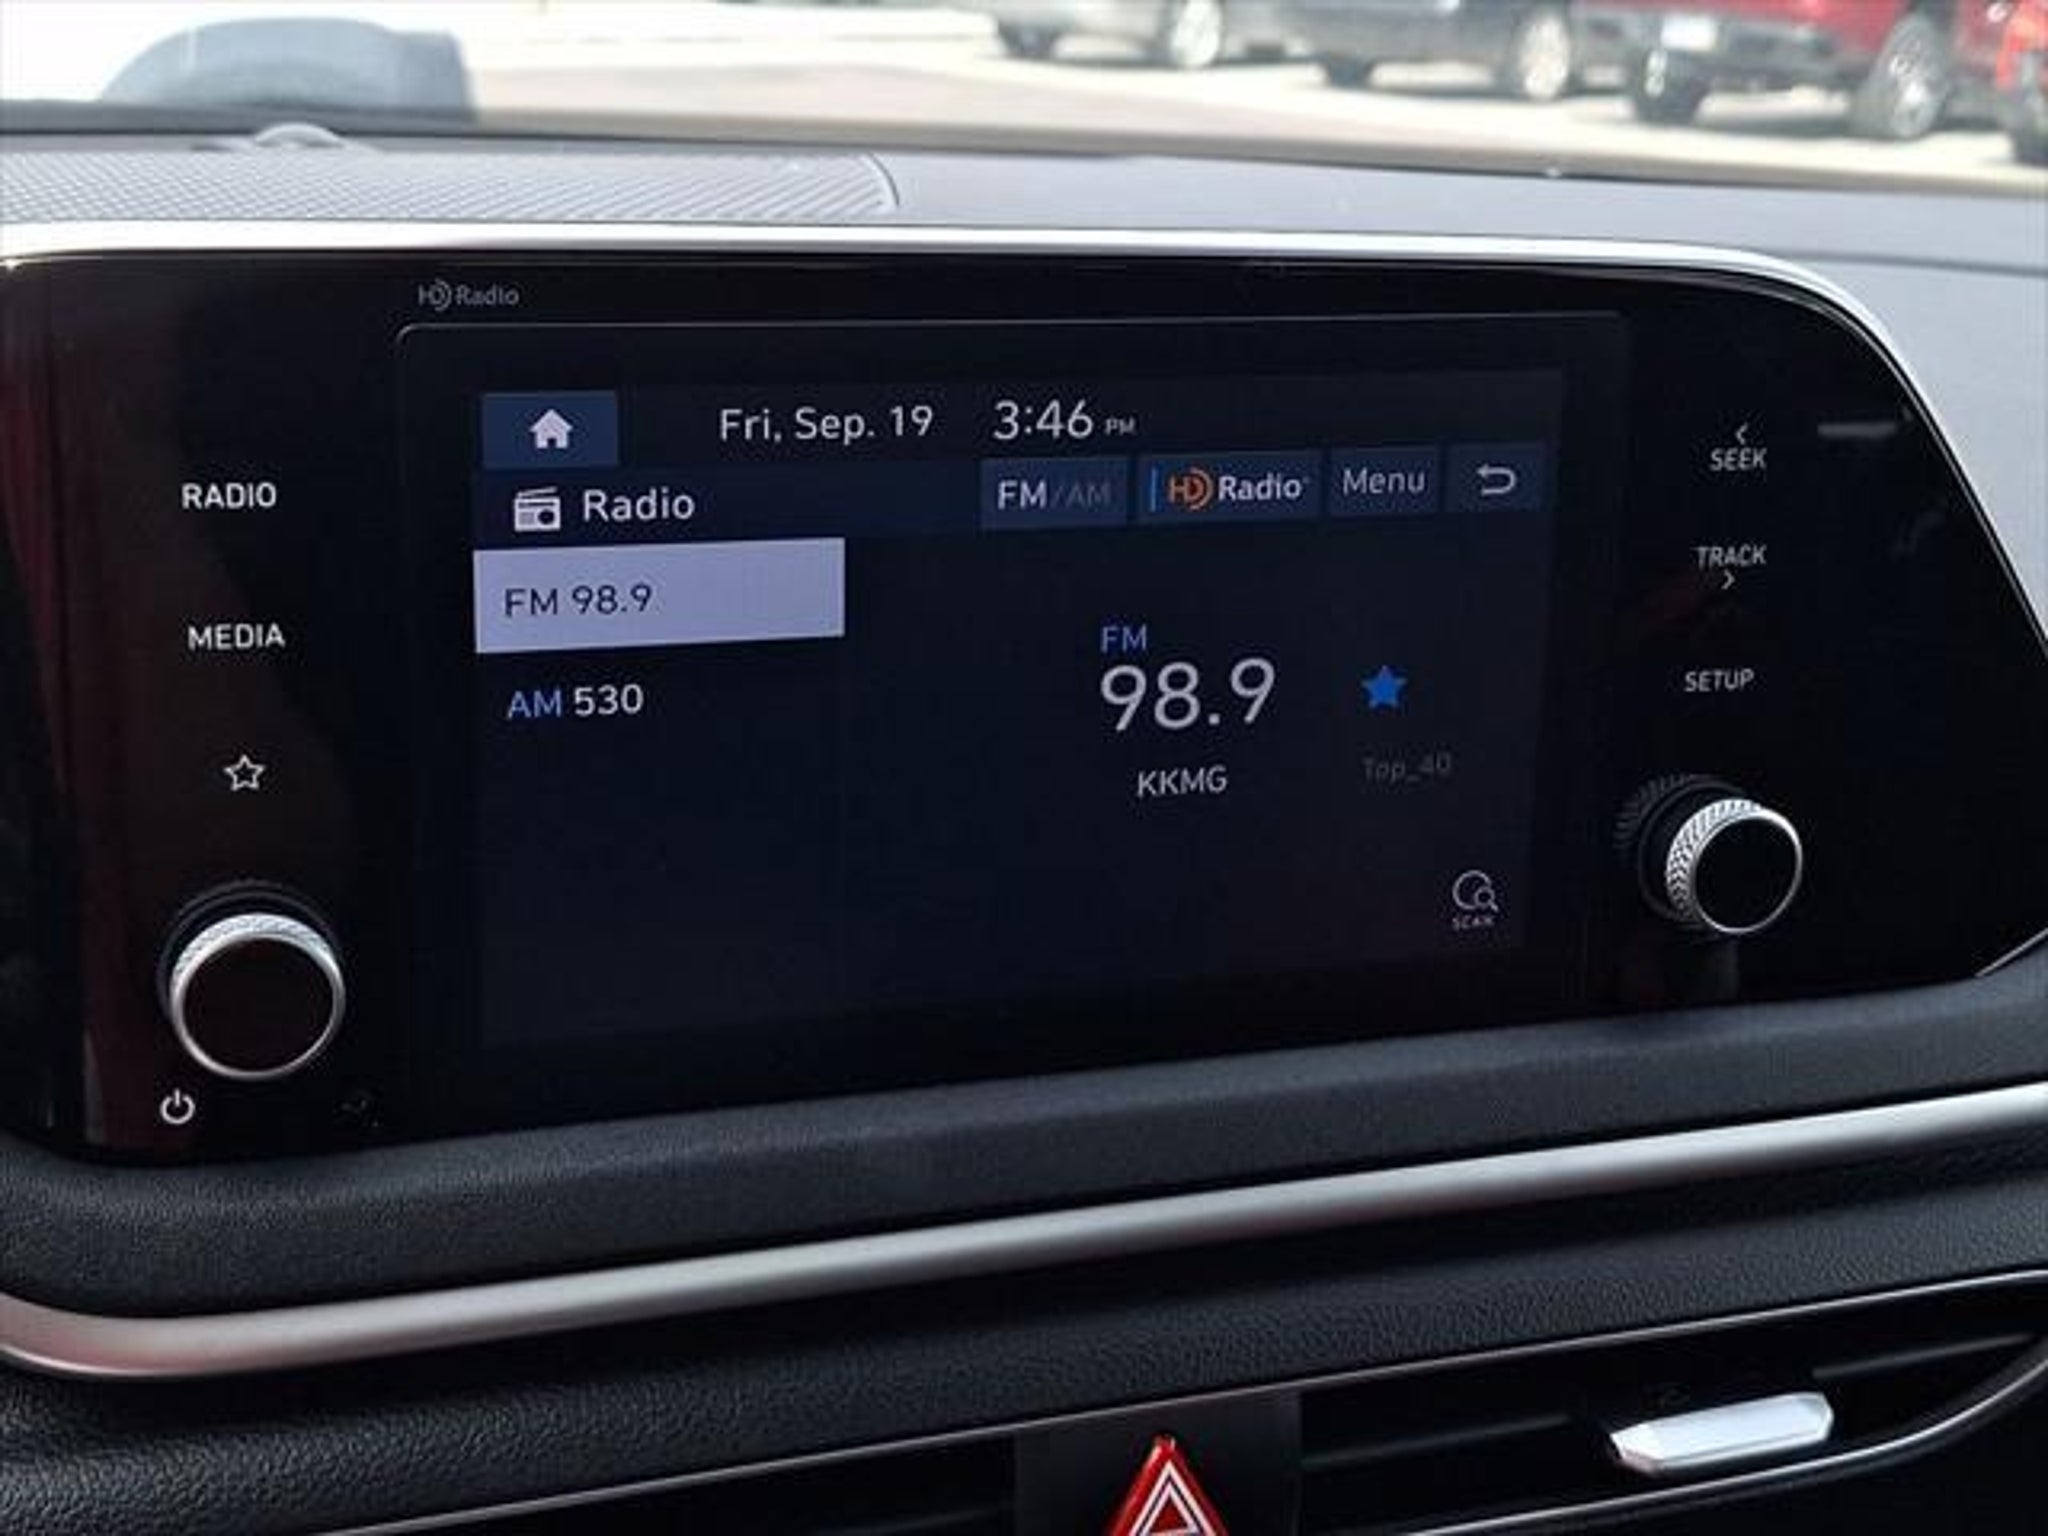 HD Radio
Fri, Sep. 19 3:46 PM
Radio FM/AM HD Radio Menu
FM 98.9
AM 530
FM
98.9
KKMG
Top_40
SCAN
RADIO
MEDIA
SEEK
TRACK
SETUP